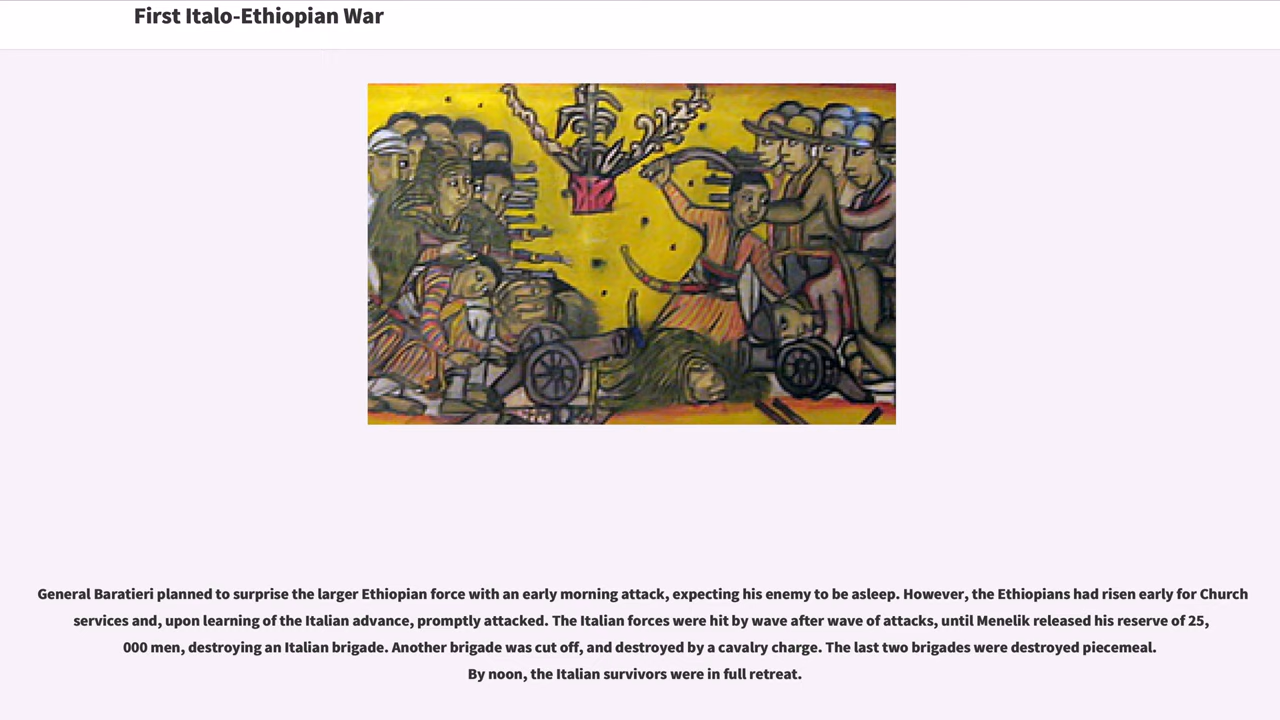 First Italo-Ethiopian War
General Baratieri planned to surprise the larger Ethiopian force with an early morning attack, expecting his enemy to be asleep. However, the Ethiopians had risen early for Church
services and, upon learning of the Italian advance, promptly attacked. The Italian forces were hit by wave after wave of attacks, until Menelik released his reserve of 25,
000 men, destroying an Italian brigade. Another brigade was cut off, and destroyed by a cavalry charge. The last two brigades were destroyed piecemeal.
By noon, the Italian survivors were in full retreat.